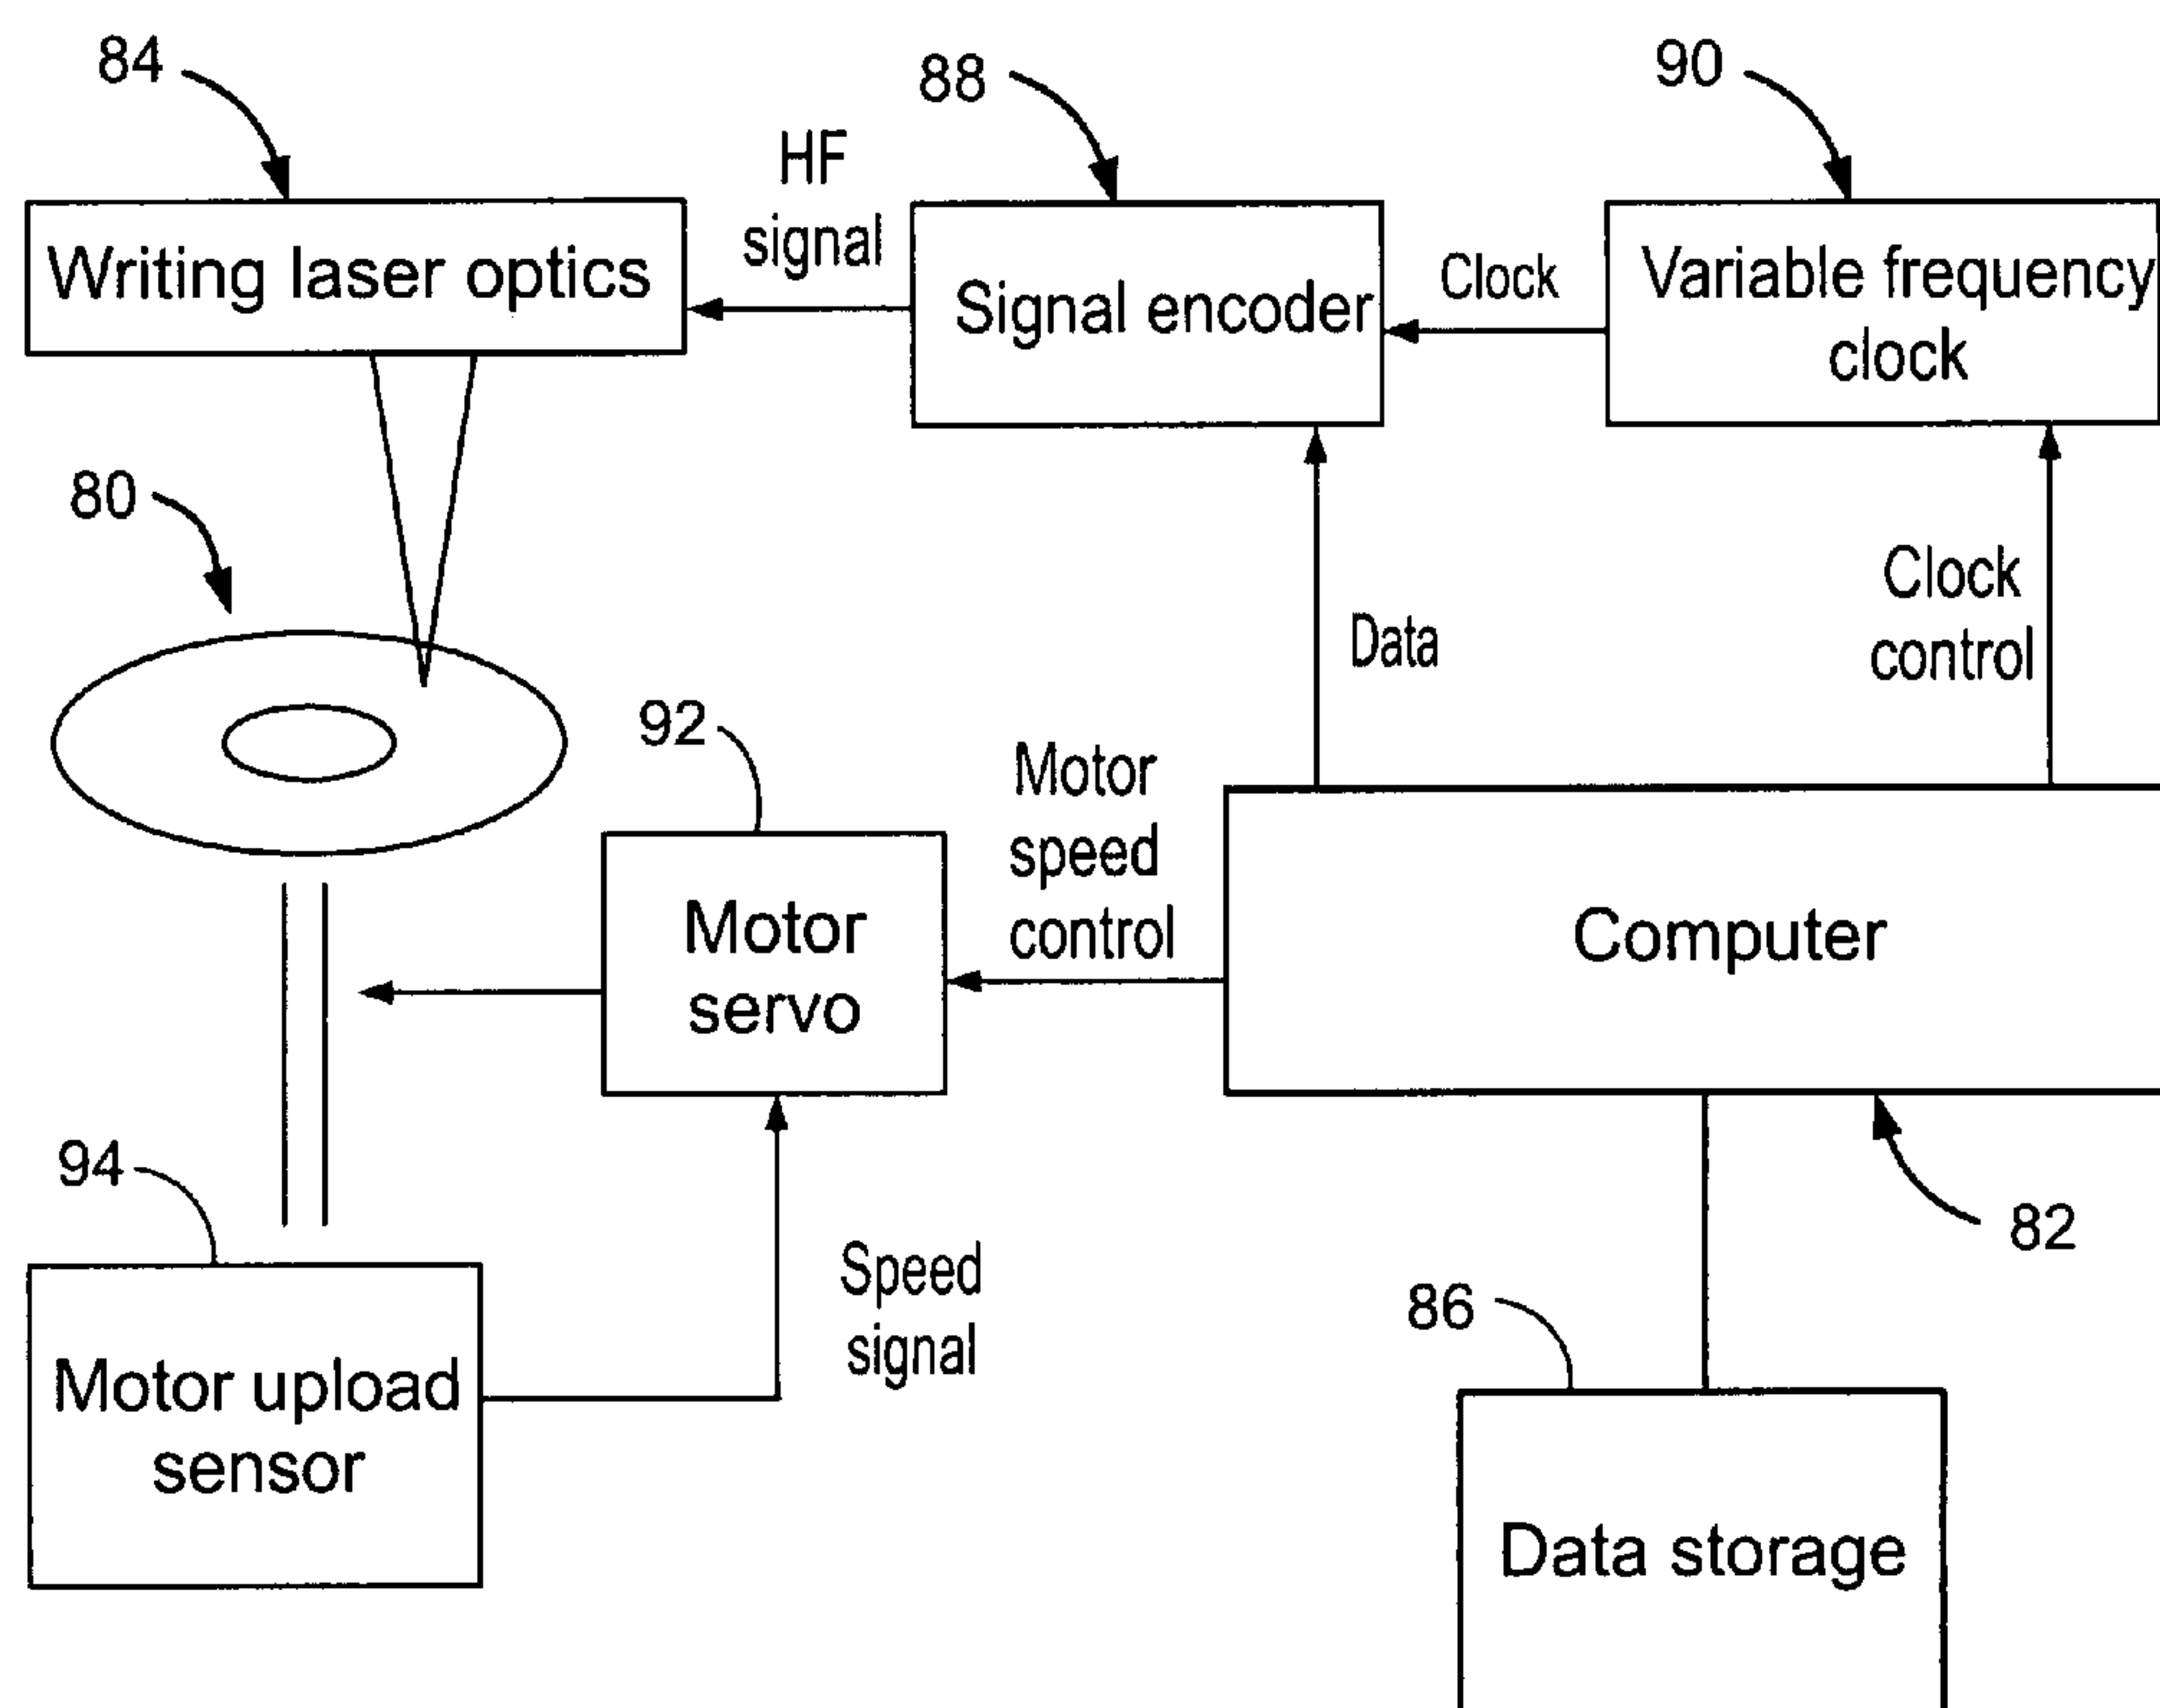 84
88
90
HF
signal
Writing laser optics
Signal encoder
Clock
Variable frequency
clock
80
Data
Clock
control
92
Motor
speed
control
Motor
servo
Computer
94
Speed
signal
82
86
Motor upload
sensor
Data storage